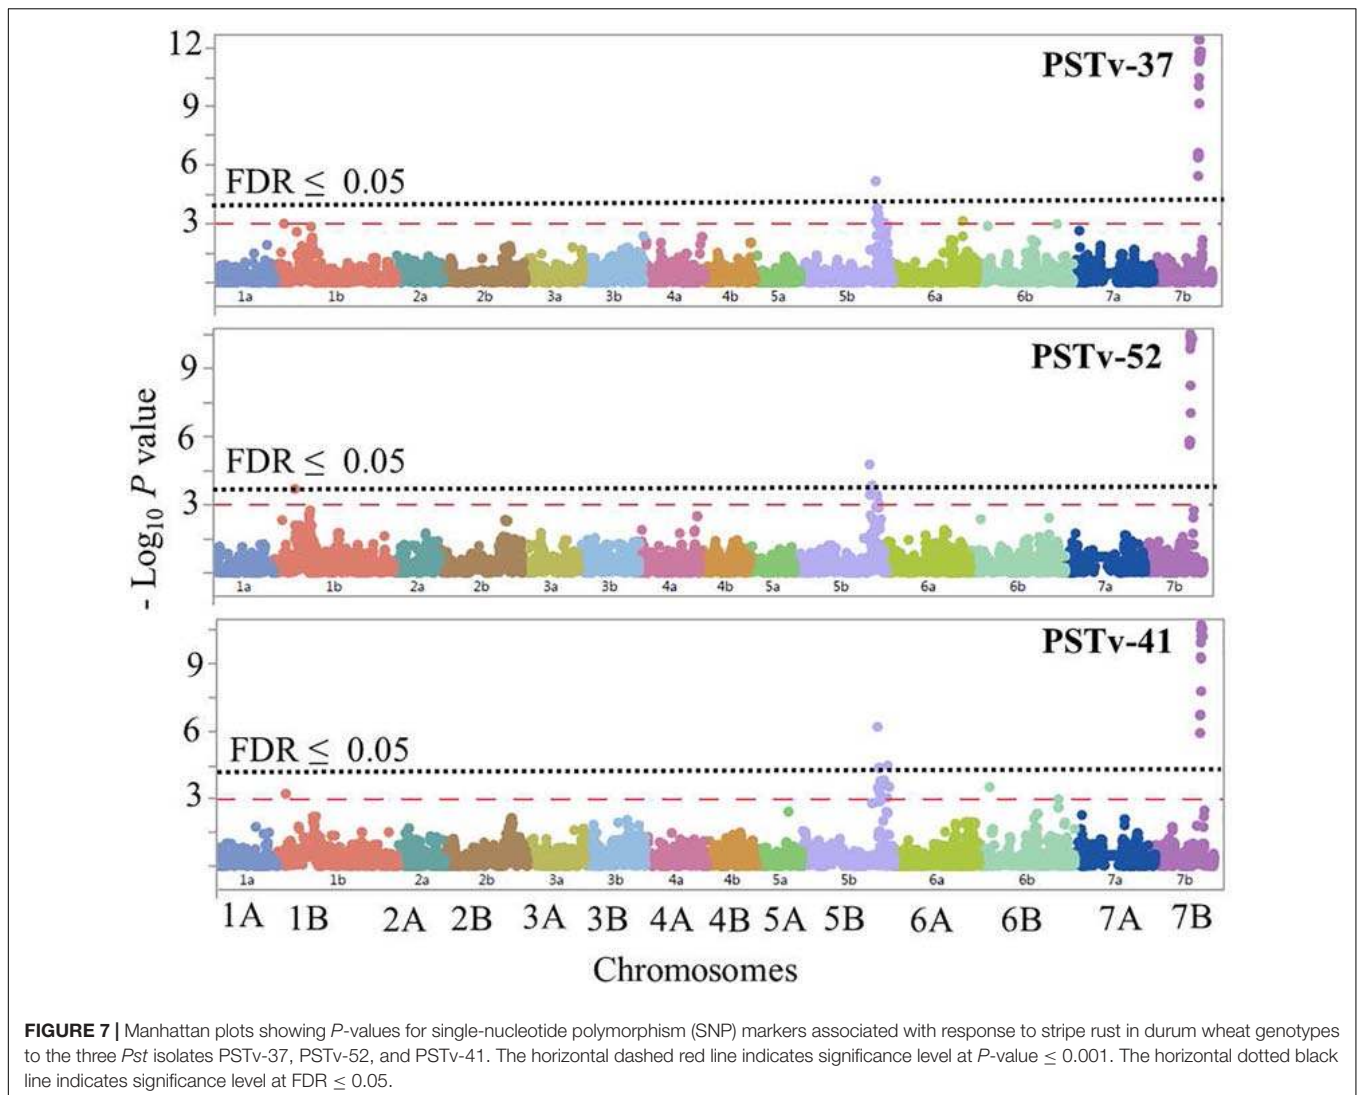 12
9
6
3
PSTv-37
FDR ≤ 0.05
1a 1b 2a 2b 3a 3b 4a 4b 5a 5b 6a 6b 7a 7b
9
6
3
PSTv-52
FDR ≤ 0.05
1a 1b 2a 2b 3a 3b 4a 4b 5a 5b 6a 6b 7a 7b
- Log10 P value
9
6
3
PSTv-41
FDR ≤ 0.05
1a 1b 2a 2b 3a 3b 4a 4b 5a 5b 6a 6b 7a 7b
1A 1B 2A 2B 3A 3B 4A 4B 5A 5B 6A 6B 7A 7B
Chromosomes
FIGURE 7 | Manhattan plots showing P-values for single-nucleotide polymorphism (SNP) markers associated with response to stripe rust in durum wheat genotypes
to the three Pst isolates PSTv-37, PSTv-52, and PSTv-41. The horizontal dashed red line indicates significance level at P-value ≤ 0.001. The horizontal dotted black
line indicates significance level at FDR ≤ 0.05.